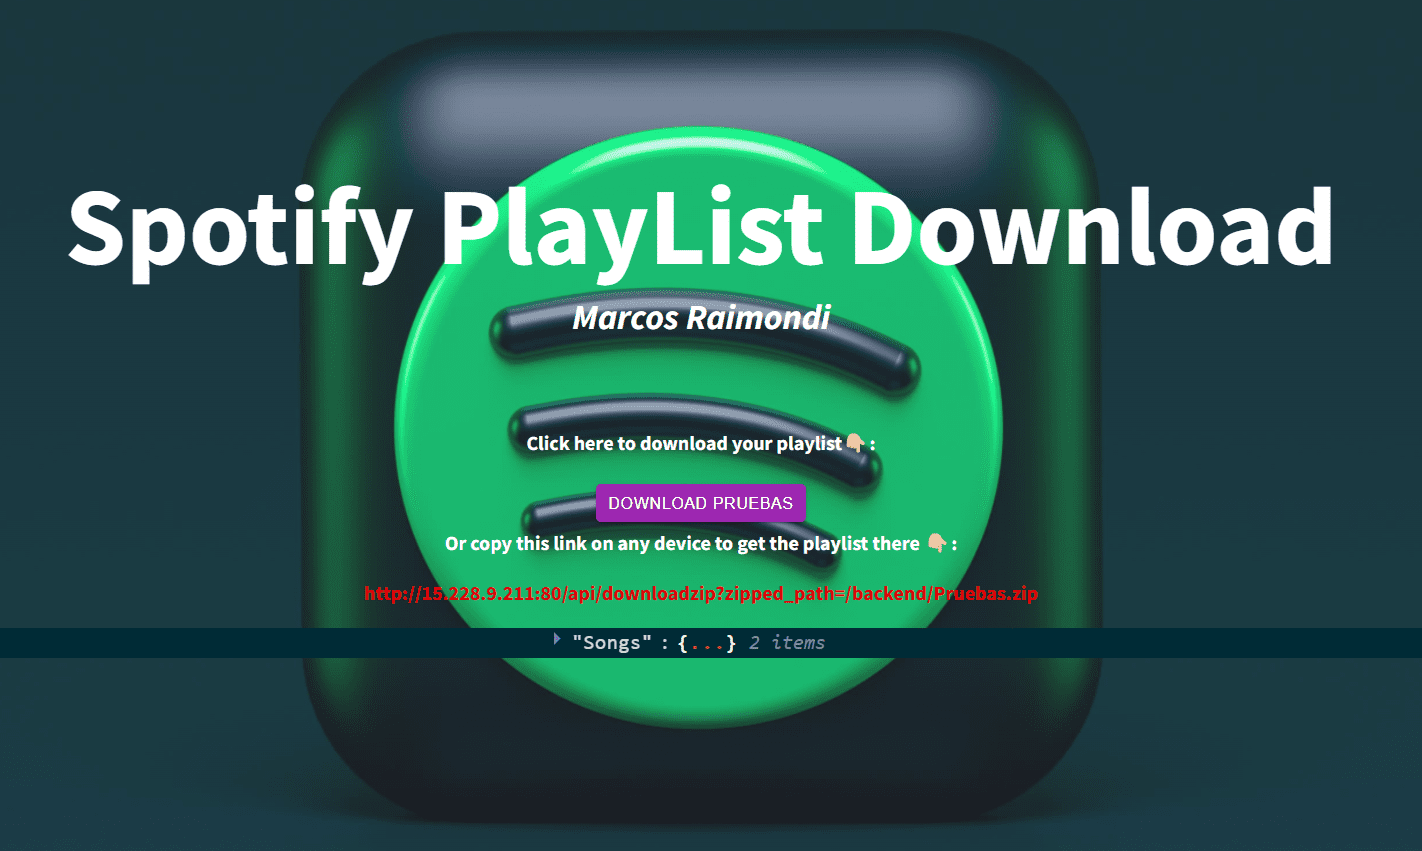 Spotify PlayList Download
Marcos Raimondi
Click here to download your playlist👇🏼:
DOWNLOAD PRUEBAS
Or copy this link on any device to get the playlist there 👇🏼:
http://15.228.9.211:80/api/downloadzip?zipped_path=/backend/Pruebas.zip
"Songs" : {...} 2 items